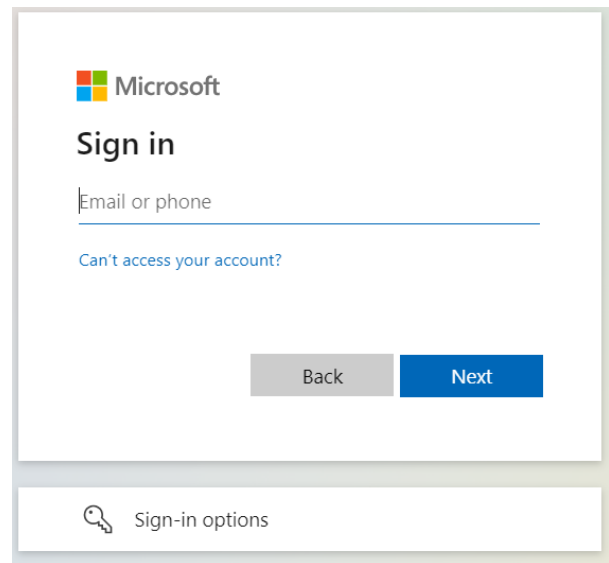 Microsoft
Sign in
Email or phone
Can't access your account?
Back Next
Sign-in options